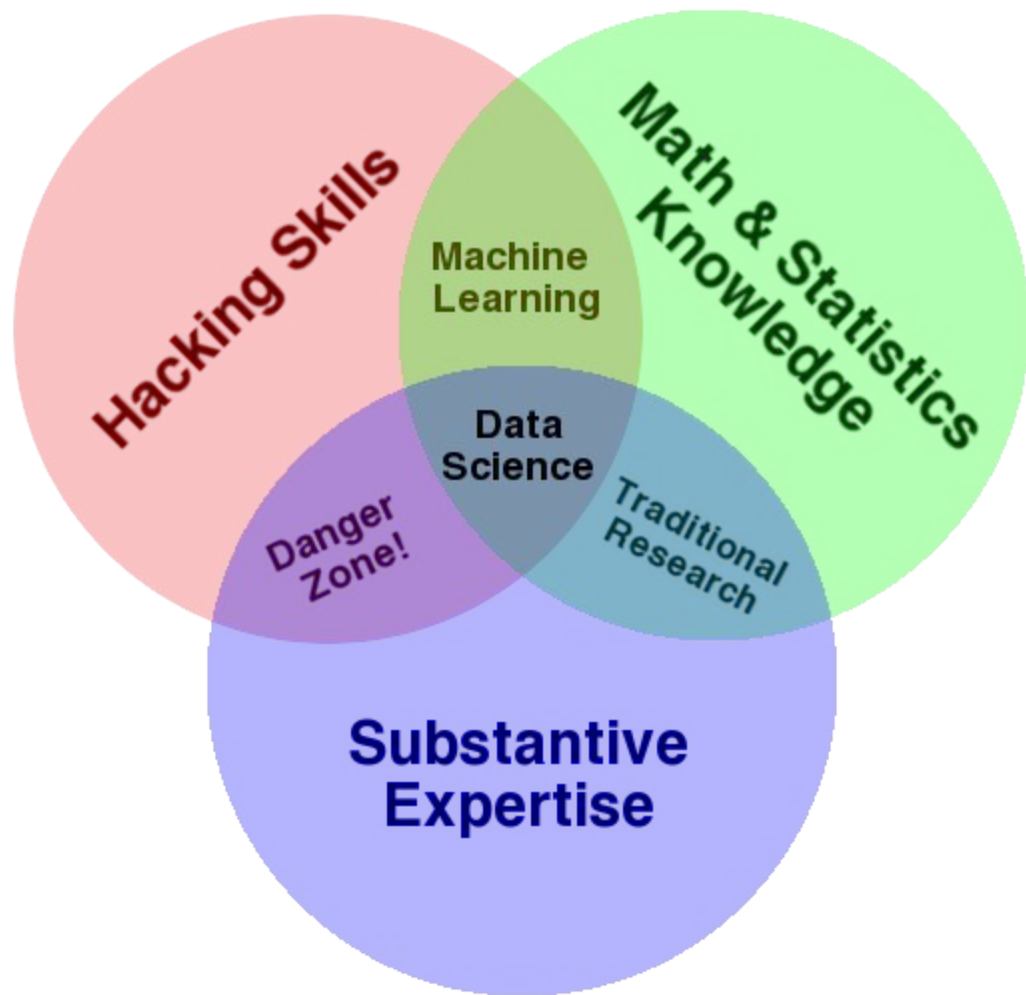 Hacking Skills
Math & Statistics
Knowledge
Machine
Learning
Data
Science
Danger
Zone!
Traditional
Research
Substantive
Expertise